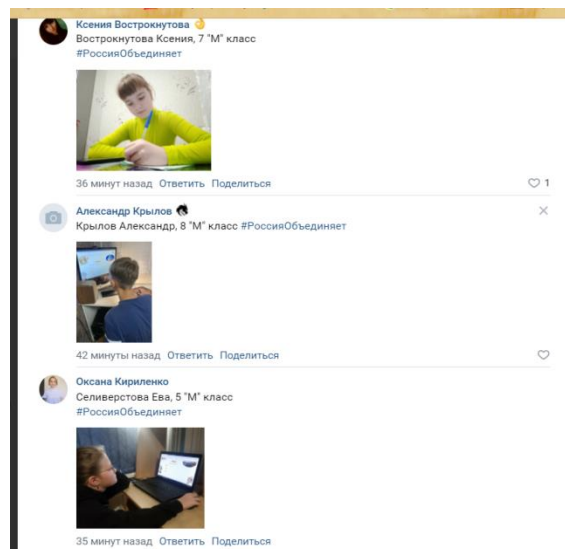 Ксения Вострокнутова
Вострокнутова Ксения, 7 "М" класс
#РоссияОбъединяет
36 минут назад Ответить Поделиться 1
Александр Крылов
Крылов Александр, 8 "М" класс #РоссияОбъединяет
42 минуты назад Ответить Поделиться
Оксана Кириленко
Селиверстова Ева, 5 "М" класс
#РоссияОбъединяет
35 минут назад Ответить Поделиться